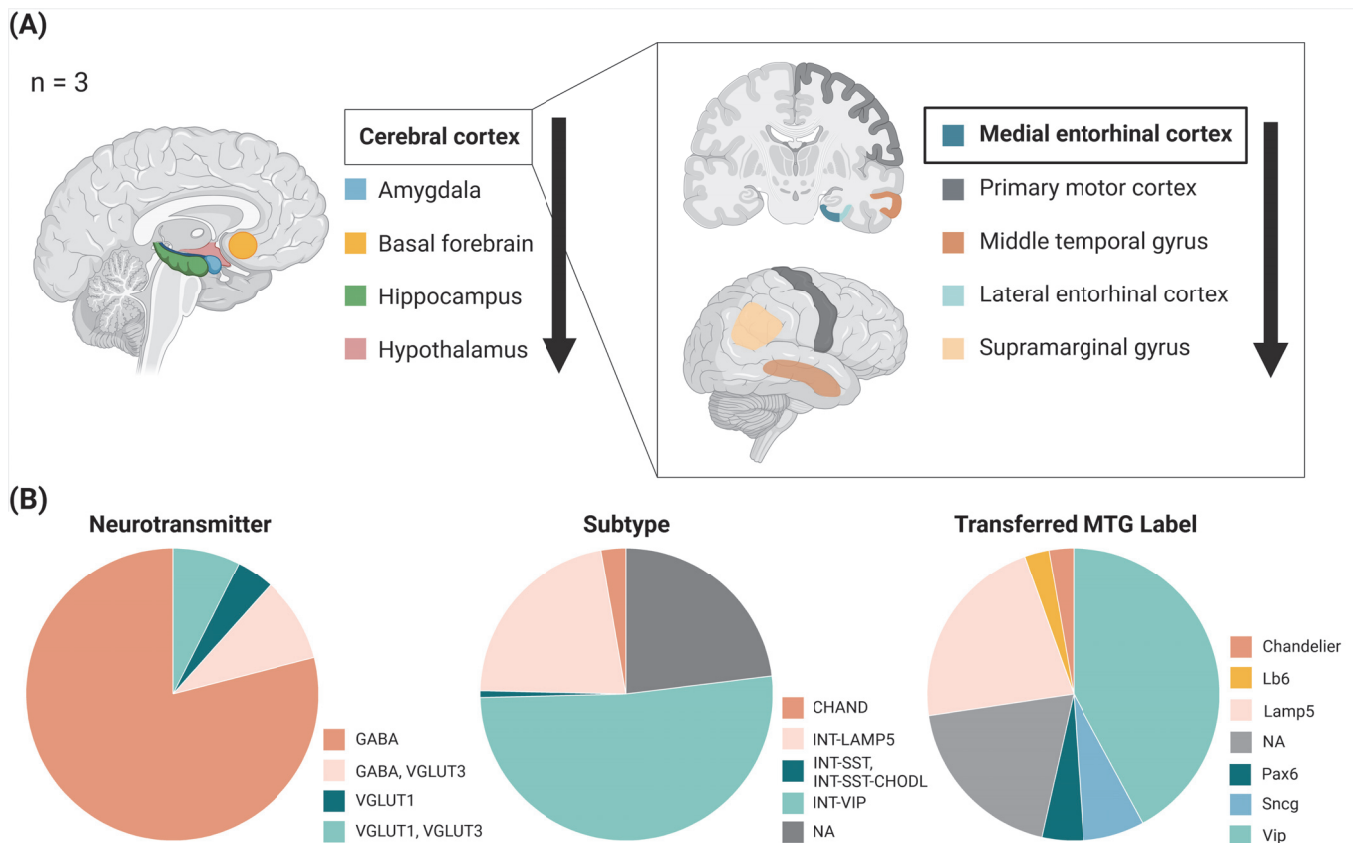 (A)
n = 3
Cerebral cortex
Amygdala
Basal forebrain
Hippocampus
Hypothalamus
Medial entorhinal cortex
Primary motor cortex
Middle temporal gyrus
Lateral entorhinal cortex
Supramarginal gyrus
(B)
Neurotransmitter
GABA
GABA, VGLUT3
VGLUT1
VGLUT1, VGLUT3
Subtype
CHAND
INT-LAMP5
INT-SST,
INT-SST-CHODL
INT-VIP
NA
Transferred MTG Label
Chandelier
Lb6
Lamp5
NA
Pax6
Sncg
Vip